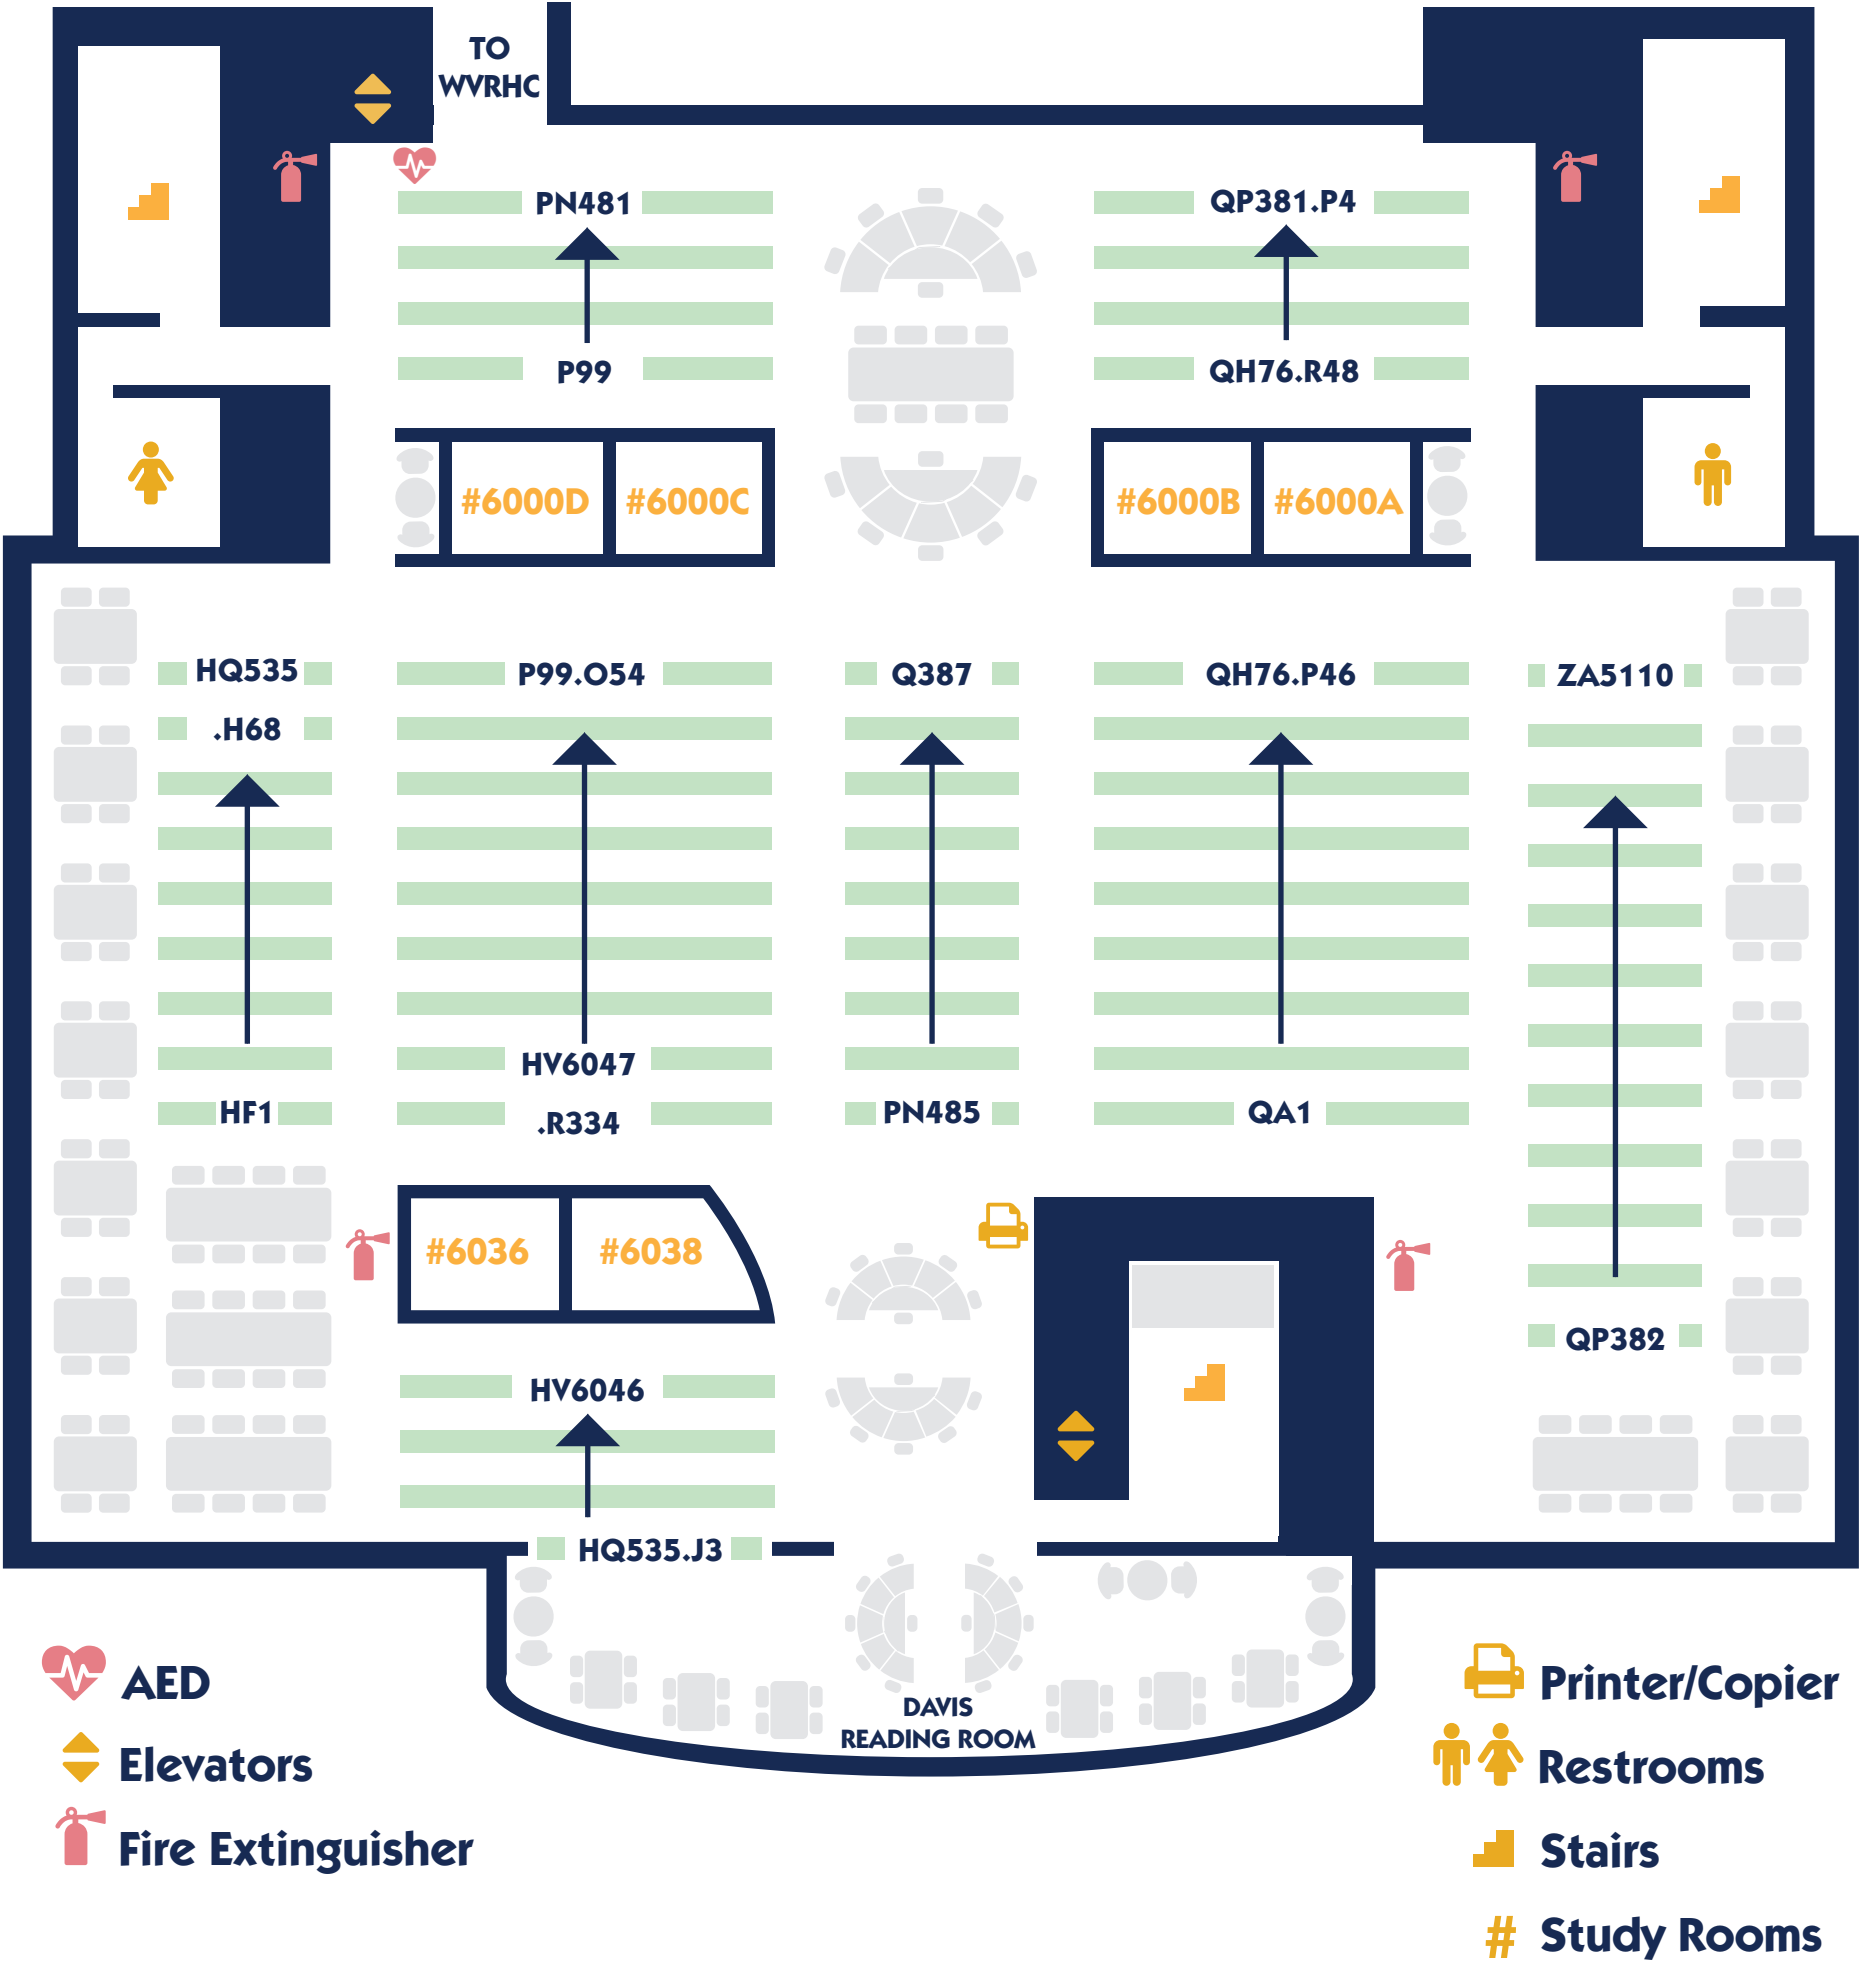 TO
WVRHC
PN481
QP381.P4
P99
QH76.R48
#6000D
#6000C
#6000B
#6000A
HQ535
.H68
P99.O54
Q387
QH76.P46
ZA5110
HF1
HV6047
.R334
PN485
QA1
#6036
#6038
QP382
HV6046
HQ535.J3
DAVIS
READING ROOM
AED
Elevators
Fire Extinguisher
Printer/Copier
Restrooms
Stairs
# Study Rooms